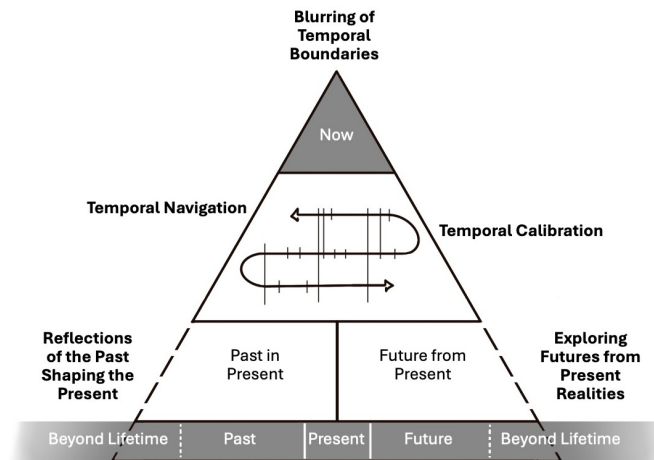 Blurring of
Temporal
Boundaries
Now
Temporal Navigation
Temporal Calibration
Reflections
of the Past
Shaping the
Present
Past in
Present
Future from
Present
Exploring
Futures from
Present
Realities
Beyond Lifetime
Past
Present
Future
Beyond Lifetime